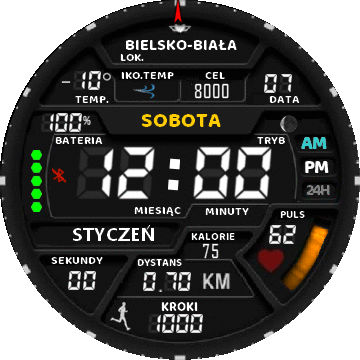 BIELSKO-BIAŁA
LOK.
-10° IKO.TEMP CEL 07
8000
TEMP. DATA
100% SOBOTA
BATERIA TRYB AM
12:00 PM
24H
MIESIĄC MINUTY
STYCZEŃ KALORIE PULS
75 62
SEKUNDY DYSTANS
00 0.70 KM
KROKI
1000